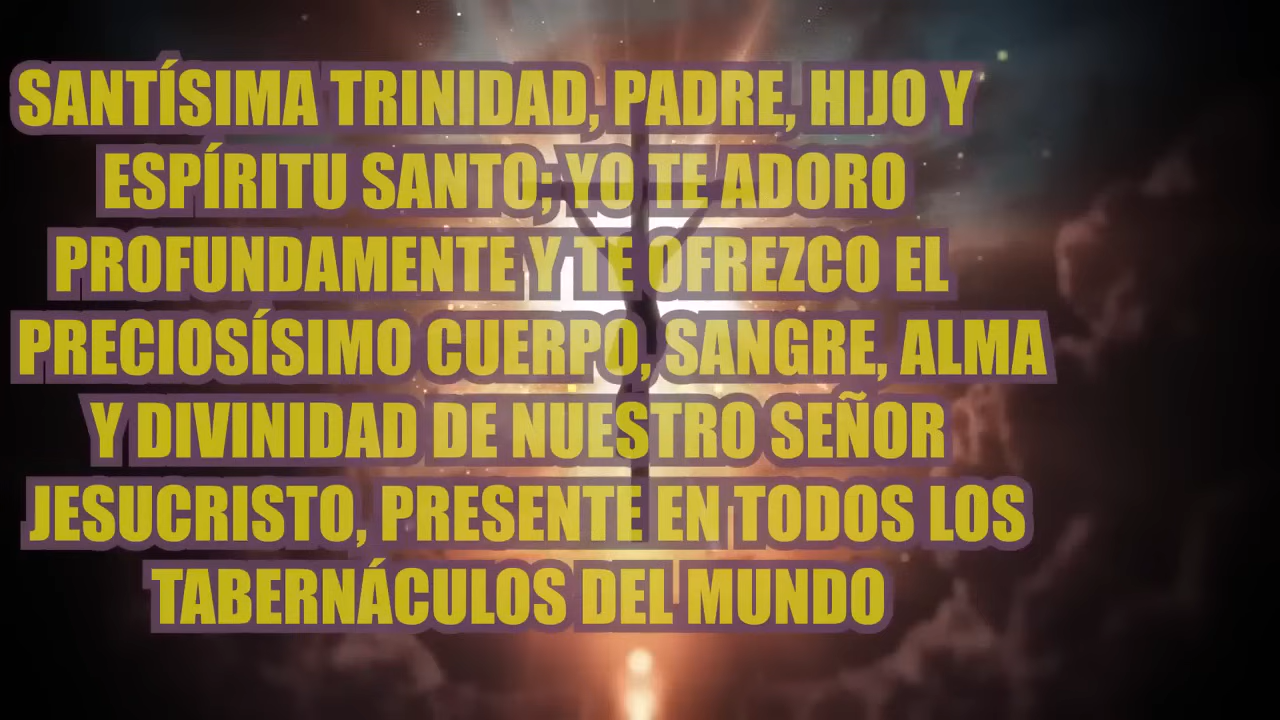 SANTÍSIMA TRINIDAD, PADRE, HIJO Y
ESPÍRITU SANTO; YO TE ADORO
PROFUNDAMENTE Y TE OFREZCO EL
PRECIOSÍSIMO CUERPO, SANGRE, ALMA
Y DIVINIDAD DE NUESTRO SEÑOR
JESUCRISTO, PRESENTE EN TODOS LOS
TABERNÁCULOS DEL MUNDO